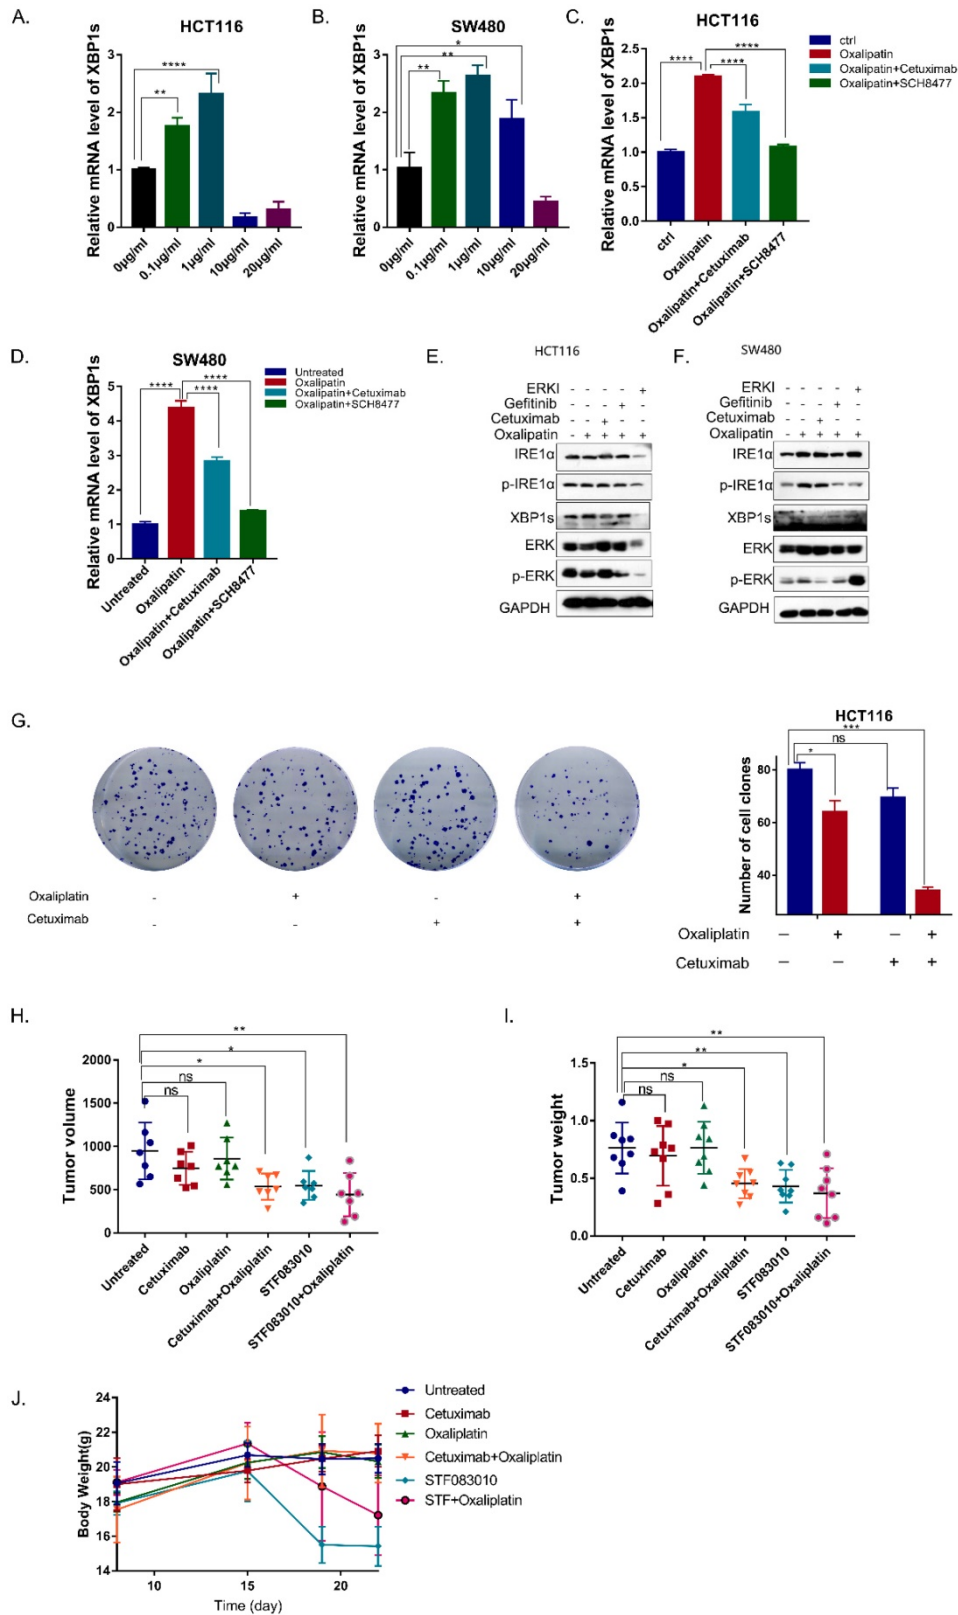 A.
HCT116
Relative mRNA level of XBP1s
3
2
1
0
****
**
0μg/ml
0.1μg/ml
1μg/ml
10μg/ml
20μg/ml
B.
SW480
Relative mRNA level of XBP1s
3
2
1
0
*
**
**
0μg/ml
0.1μg/ml
1μg/ml
10μg/ml
20μg/ml
C.
HCT116
Relative mRNA level of XBP1s
2.5
2.0
1.5
1.0
0.5
0.0
****
****
****
ctrl
Oxalipatin
Oxalipatin+Cetuximab
Oxalipatin+SCH8477
ctrl
Oxalipatin
Oxalipatin+Cetuximab
Oxalipatin+SCH8477
D.
SW480
Relative mRNA level of XBP1s
5
4
3
2
1
0
****
****
****
Untreated
Oxalipatin
Oxalipatin+Cetuximab
Oxalipatin+SCH8477
Untreated
Oxalipatin
Oxalipatin+Cetuximab
Oxalipatin+SCH8477
E.
HCT116
ERKI - - - - +
Gefitinib - - - + -
Cetuximab - - + - -
Oxalipatin - + + + +
IRE1α
p-IRE1α
XBP1s
ERK
p-ERK
GAPDH
F.
SW480
ERKI - - - - +
Gefitinib - - - + -
Cetuximab - - + - -
Oxalipatin - + + + +
IRE1α
p-IRE1α
XBP1s
ERK
p-ERK
GAPDH
G.
Oxaliplatin - + - +
Cetuximab - - + +
HCT116
***
ns
*
Number of cell clones
80
60
40
Oxaliplatin — + — +
Cetuximab — — + +
H.
Tumor volume
2000
1500
1000
500
0
**
*
*
ns
ns
Untreated
Cetuximab
Oxaliplatin
Cetuximab+Oxaliplatin
STF083010
STF083010+Oxaliplatin
I.
Tumor weight
1.5
1.0
0.5
0.0
**
**
*
ns
ns
Untreated
Cetuximab
Oxaliplatin
Cetuximab+Oxaliplatin
STF083010
STF083010+Oxaliplatin
J.
Body Weight(g)
24
22
20
18
16
14
10
15
20
Time (day)
Untreated
Cetuximab
Oxaliplatin
Cetuximab+Oxaliplatin
STF083010
STF+Oxaliplatin